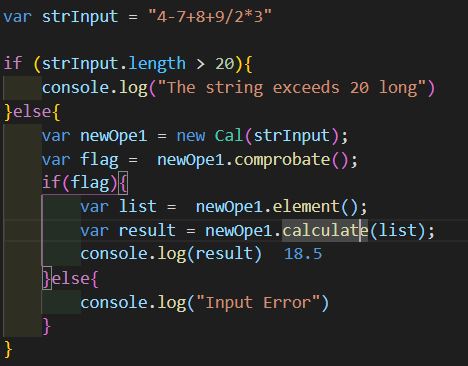 var strInput = "4-7+8+9/2*3"
if (strInput.length > 20){
console.log("The string exceeds 20 long")
}else{
var newOpe1 = new Cal(strInput);
var flag =  newOpe1.comprobate();
if(flag){
var list =  newOpe1.element();
var result = newOpe1.calculate(list);
console.log(result)  18.5
}else{
console.log("Input Error")
}
}